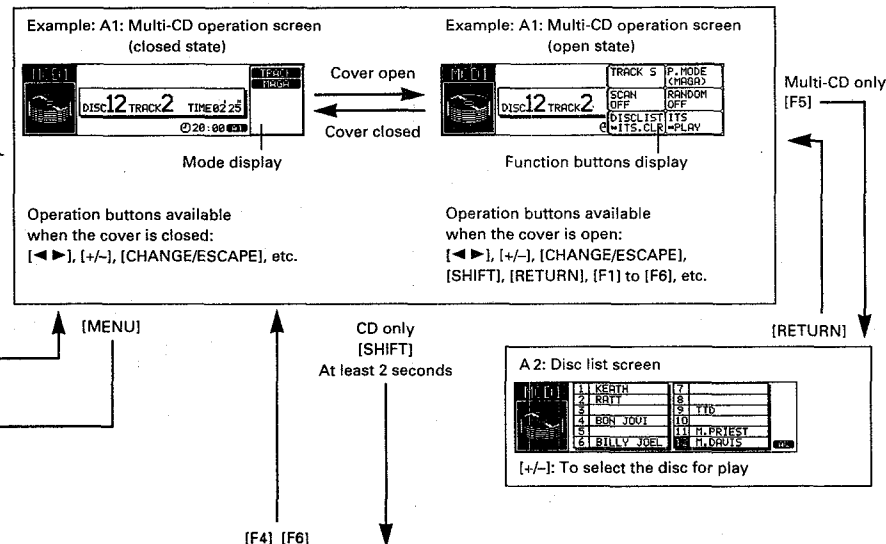 Example: A1: Multi-CD operation screen
(closed state)
MCD1
TRACK
MAGA
DISC12 TRACK2 TIME02'25"
20:00 A1
Mode display
Cover open
Cover closed
Example: A1: Multi-CD operation screen
(open state)
MCD1
DISC12 TRACK2
TRACK S
P.MODE
(MAGA)
SCAN
OFF
RANDOM
OFF
DISCLIST
ITS.CLR
ITS
PLAY
Function buttons display
Operation buttons available
when the cover is closed:
[◄ ►], [+/–], [CHANGE/ESCAPE], etc.
Operation buttons available
when the cover is open:
[◄ ►], [+/–], [CHANGE/ESCAPE],
[SHIFT], [RETURN], [F1] to [F6], etc.
Multi-CD only
[F5]
[RETURN]
[MENU]
CD only
[SHIFT]
At least 2 seconds
[F4] [F6]
A 2: Disc list screen
MCD1
1 KEATH
2 RATT
3
4 BON JOVI
5
6 BILLY JOEL
7
8
9 TTD
10
11 M.PRIEST
12 M.DAVIS
[+/–]: To select the disc for play